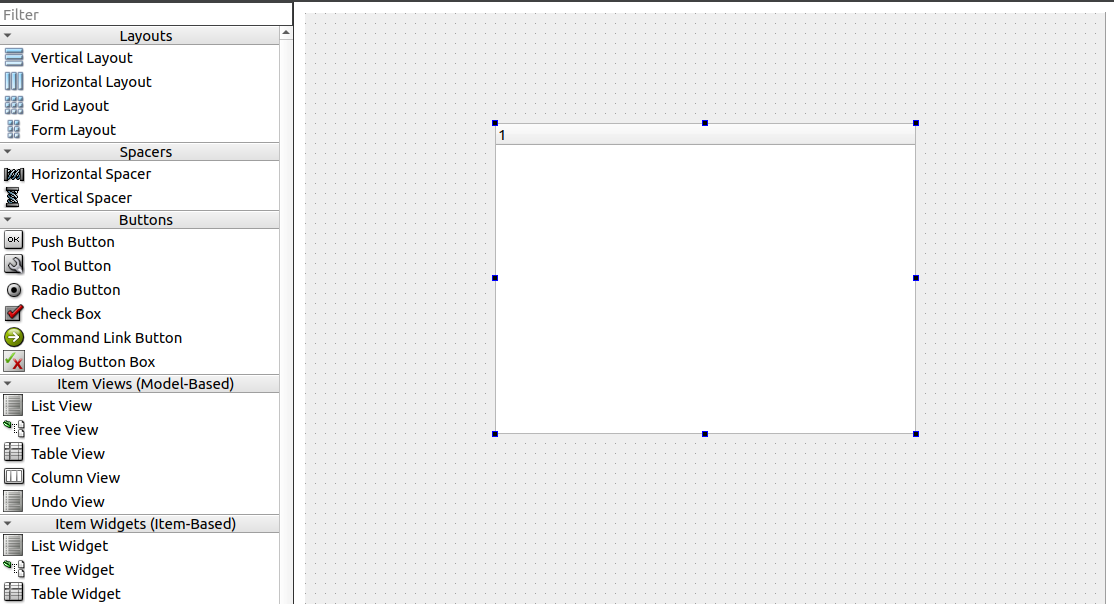 Filter
Layouts
Vertical Layout
Horizontal Layout
Grid Layout
Form Layout
Spacers
Horizontal Spacer
Vertical Spacer
Buttons
OK
Push Button
Tool Button
Radio Button
Check Box
Command Link Button
Dialog Button Box
Item Views (Model-Based)
List View
Tree View
Table View
Column View
Undo View
Item Widgets (Item-Based)
List Widget
Tree Widget
Table Widget
1